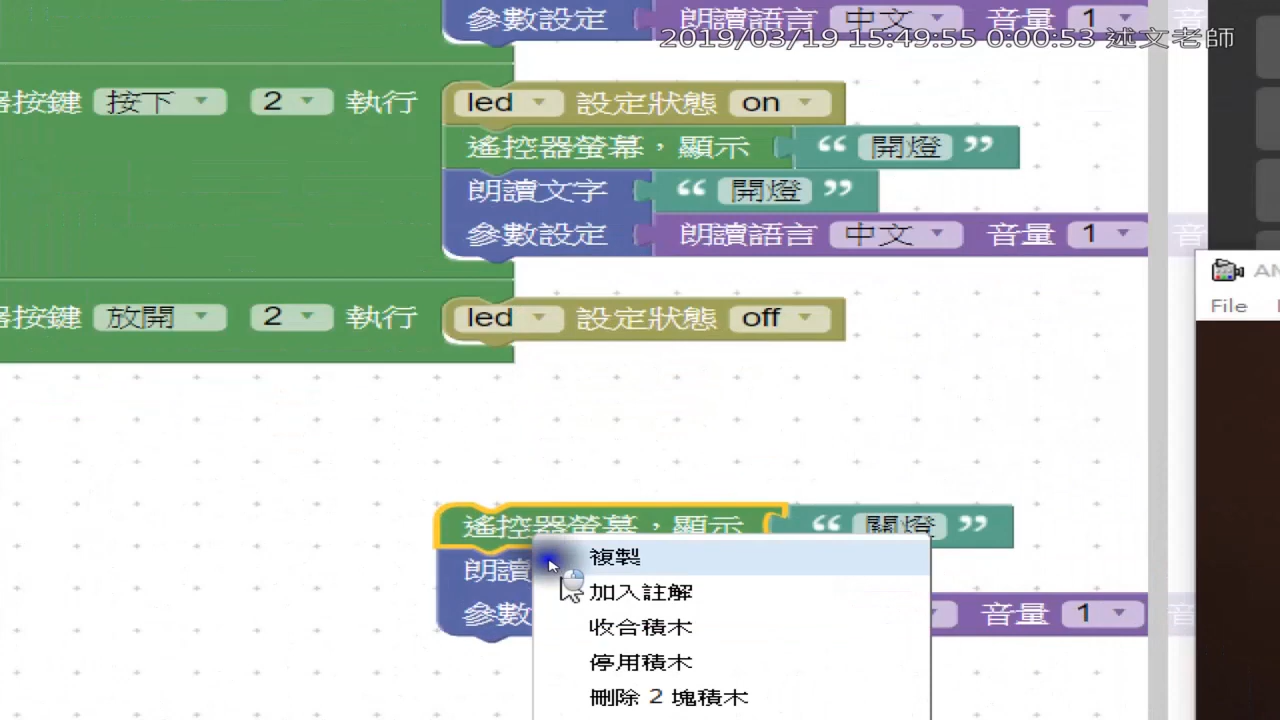 參數設定 朗讀語言 中文 音量 1 音
2019/03/19 15:49:55 0:00:53 述文老師
器按鍵 按下 2 執行 led 設定狀態 on
遙控器螢幕,顯示 “ 開燈 ”
朗讀文字 “ 開燈 ”
參數設定 朗讀語言 中文 音量 1 音
器按鍵 放開 2 執行 led 設定狀態 off
File
遙控器螢幕,顯示 “ 開燈 ”
朗讀
參數 音量 1 音
複製
加入註解
收合積木
停用積木
刪除 2 塊積木